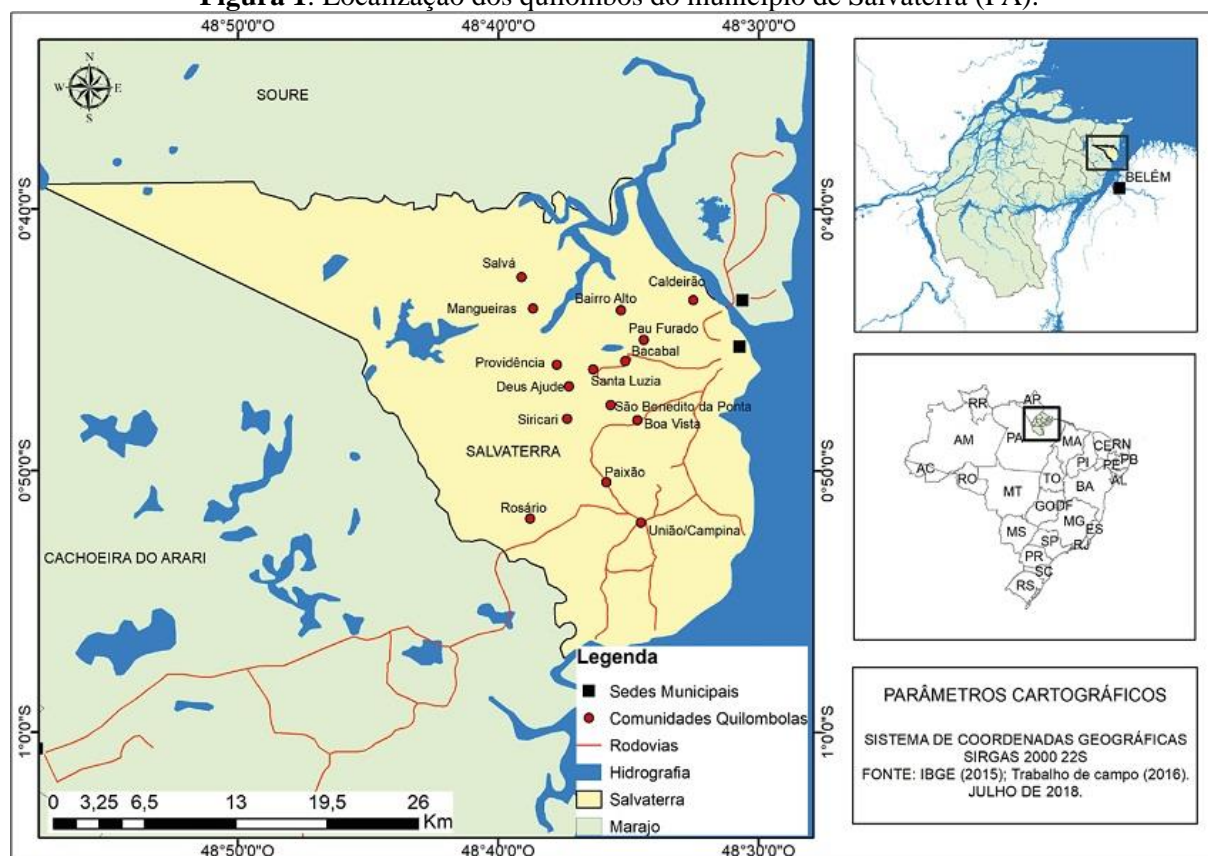 Figura 1. Localização dos quilombos do município de Salvaterra (PA).
48°50'0"O 48°40'0"O 48°30'0"O
N
W E
S
SOURE
0°40'0"S
0°40'0"S
Salvá
Caldeirão
Mangueiras
Bairro Alto
Pau Furado
Bacabal
Providência
Santa Luzia
Deus Ajude
São Benedito da Ponta
Siricari
Boa Vista
SALVATERRA
0°50'0"S
0°50'0"S
Paixão
Rosário
União/Campina
CACHOEIRA DO ARARI
1°0'0"S
1°0'0"S
Legenda
Sedes Municipais
Comunidades Quilombolas
Rodovias
Hidrografia
Salvaterra
Marajo
0 3,25 6,5 13 19,5 26
Km
48°50'0"O 48°40'0"O 48°30'0"O
BELÉM
RR AP
AM PA MA CE RN
PI PE PB
AC RO TO AL
MT BA
GO DF
MG ES
MS SP RJ
PR
SC
RS
PARÂMETROS CARTOGRÁFICOS
SISTEMA DE COORDENADAS GEOGRÁFICAS
SIRGAS 2000 22S
FONTE: IBGE (2015); Trabalho de campo (2016).
JULHO DE 2018.